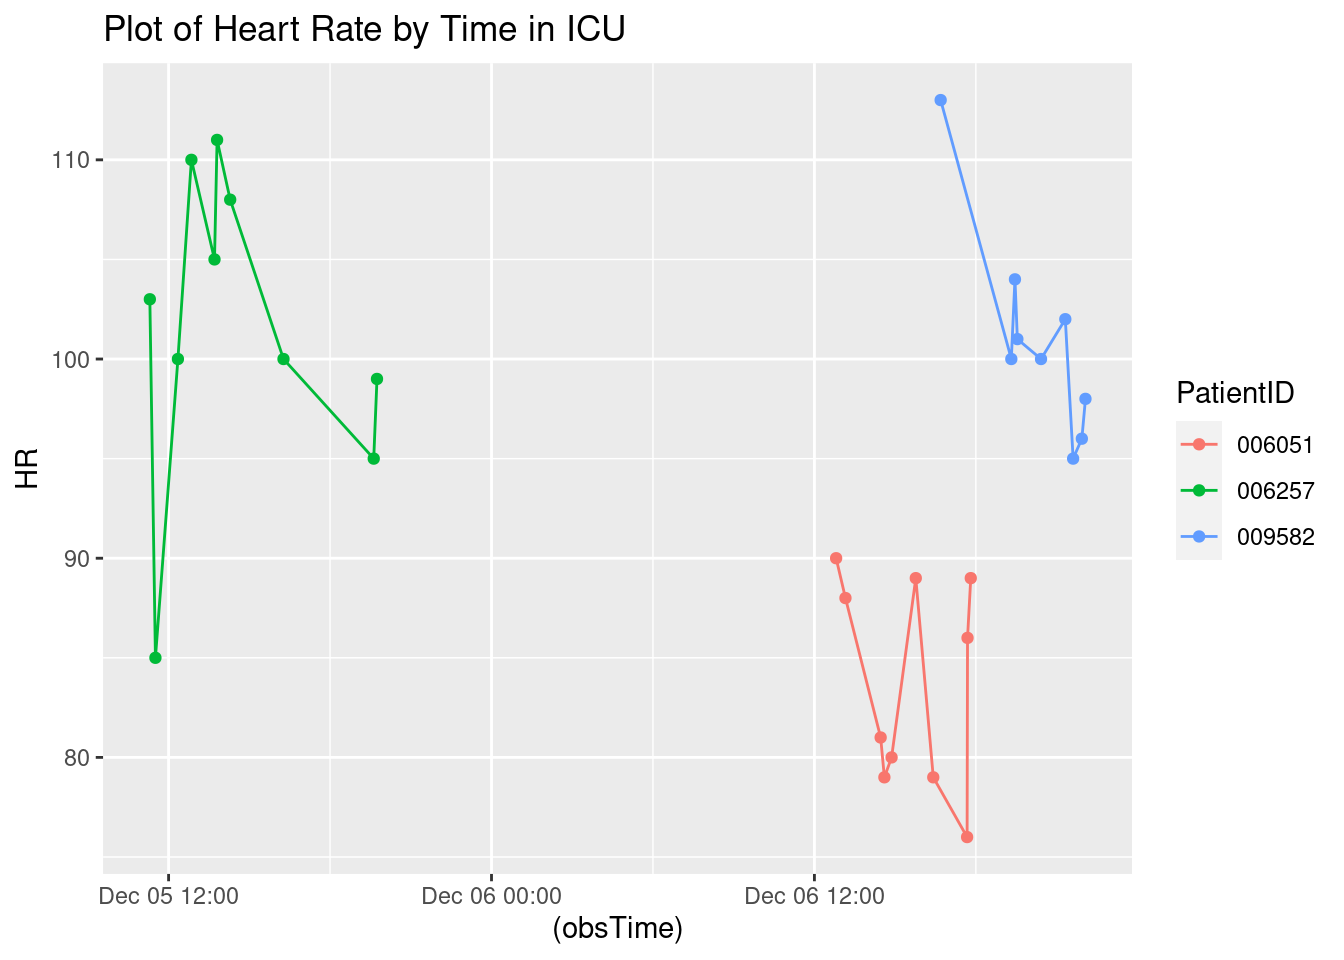 Plot of Heart Rate by Time in ICU
110
100
90
80
HR
Dec 05 12:00
Dec 06 00:00
Dec 06 12:00
(obsTime)
PatientID
006051
006257
009582